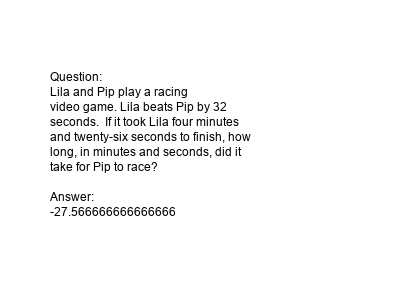 Question:
Lila and Pip play a racing
video game. Lila beats Pip by 32
seconds.  If it took Lila four minutes
and twenty-six seconds to finish, how
long, in minutes and seconds, did it
take for Pip to race?

Answer:
-27.566666666666666